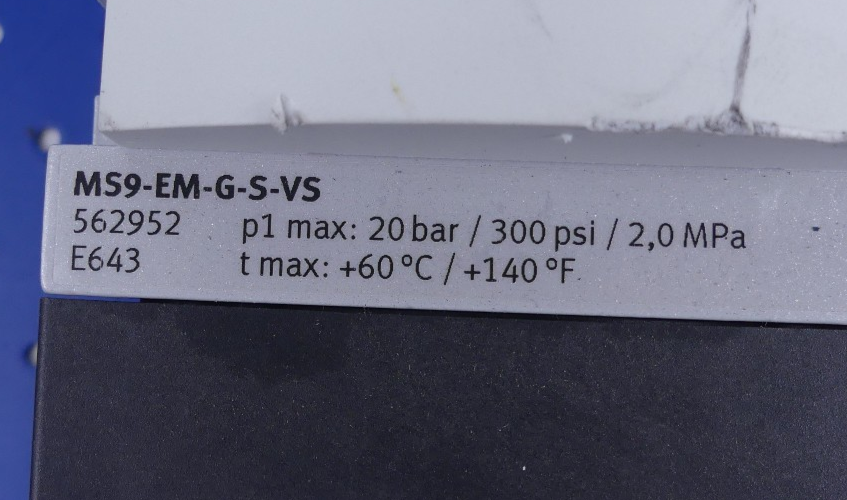 MS9-EM-G-S-VS
562952 p1 max: 20 bar / 300 psi / 2,0 MPa
E643 t max: +60 °C / +140 °F